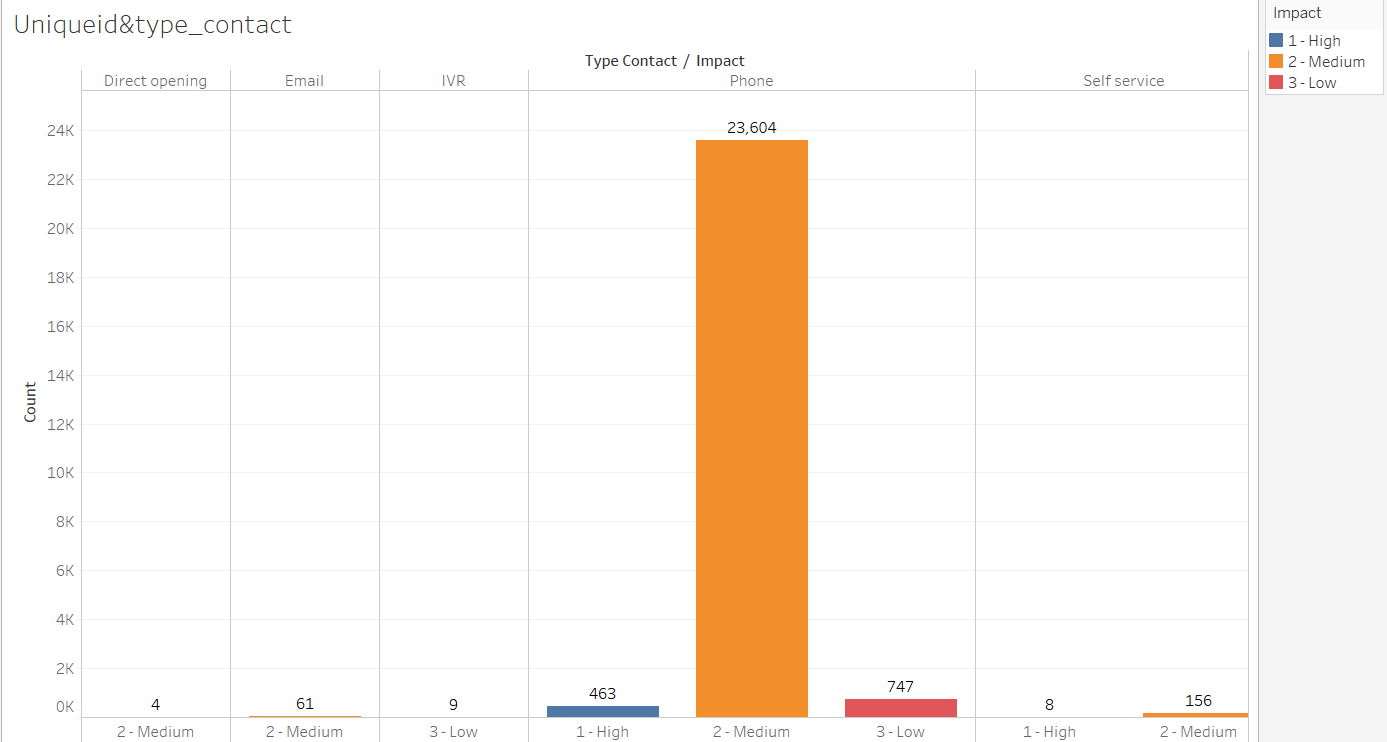 Uniqueid&type_contact
Impact
1 - High
2 - Medium
3 - Low
Type Contact / Impact
Direct opening Email IVR Phone Self service
24K
22K
20K
18K
16K
14K
12K
10K
8K
6K
4K
2K
0K
Count
23,604
4 61 9 463 747 8 156
2 - Medium 2 - Medium 3 - Low 1 - High 2 - Medium 3 - Low 1 - High 2 - Medium